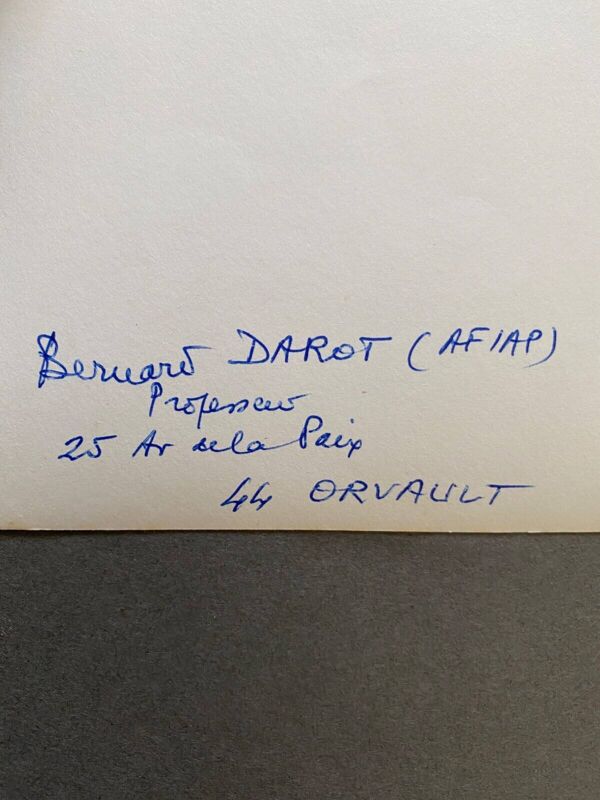 Bernard DAROT (AFIAP)
Professeur
25 Av de la Paix
44 ORVAULT